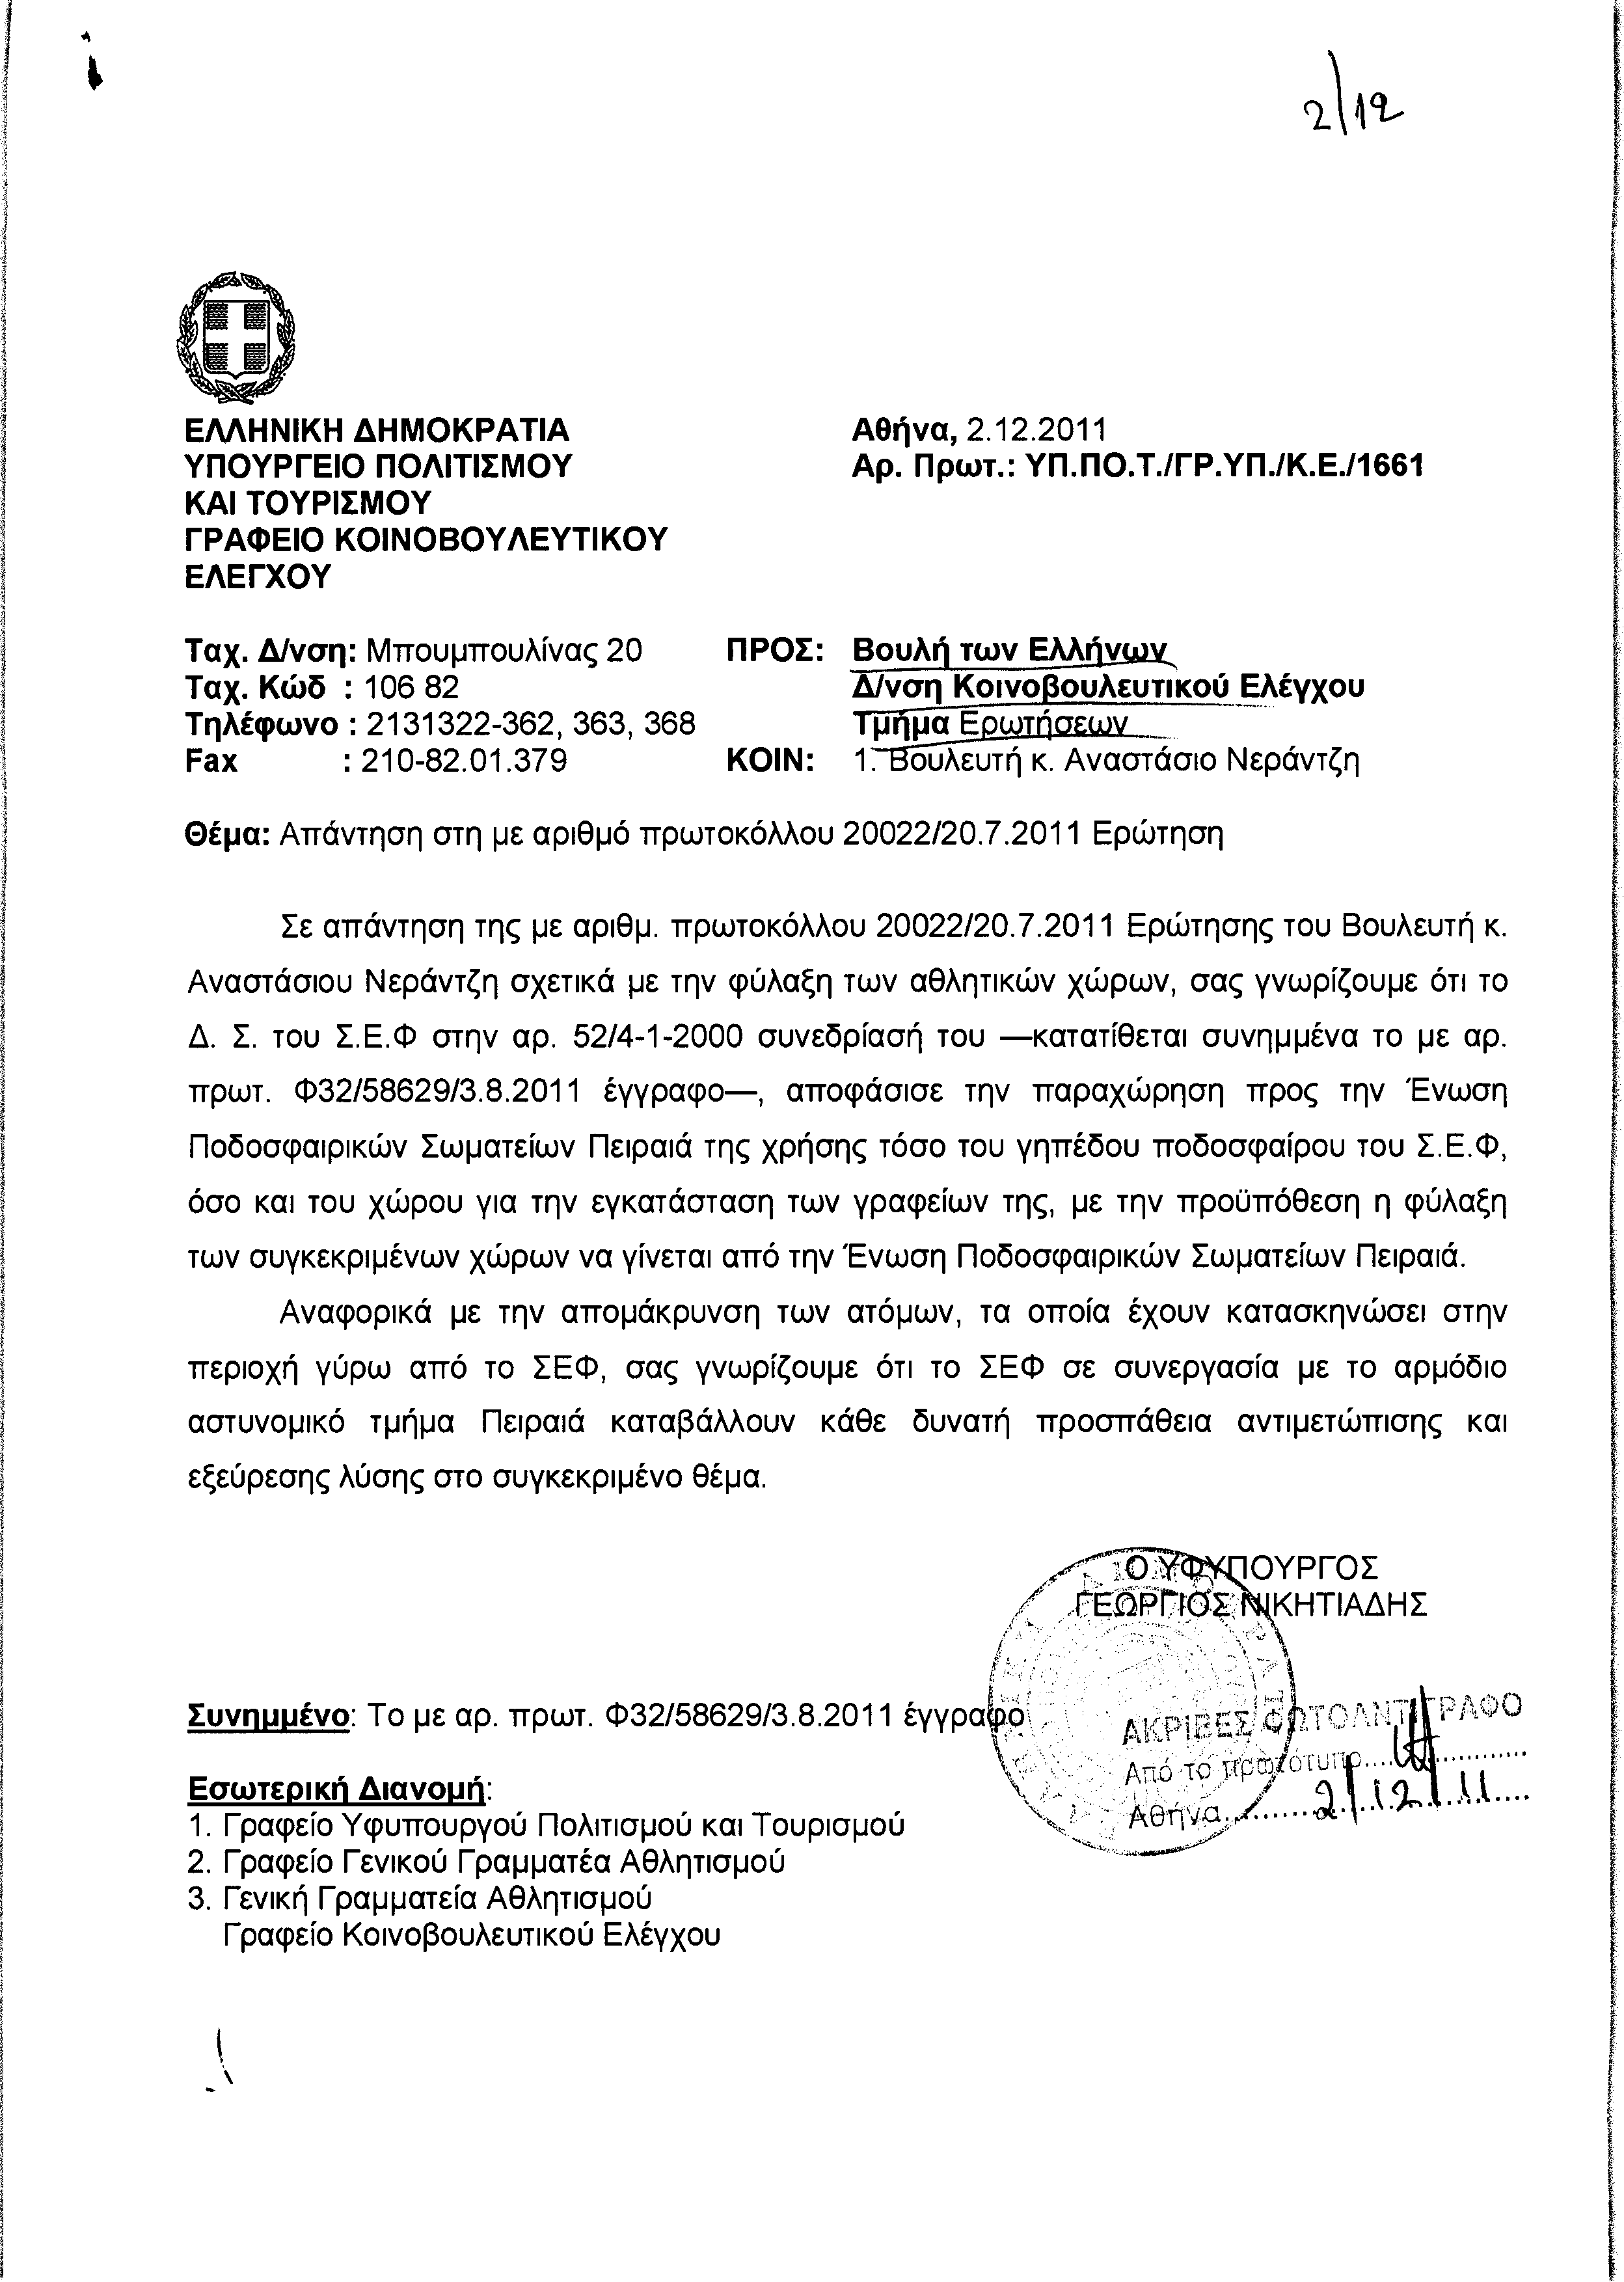 2/12
ΕΛΛΗΝΙΚΗ ΔΗΜΟΚΡΑΤΙΑ
ΥΠΟΥΡΓΕΙΟ ΠΟΛΙΤΙΣΜΟΥ
ΚΑΙ ΤΟΥΡΙΣΜΟΥ
ΓΡΑΦΕΙΟ ΚΟΙΝΟΒΟΥΛΕΥΤΙΚΟΥ
ΕΛΕΓΧΟΥ
Αθήνα, 2.12.2011
Αρ. Πρωτ.: ΥΠ.ΠΟ.Τ./ΓΡ.ΥΠ./Κ.Ε./1661
Ταχ. Δ/νση: Μπουμπουλίνας 20
Ταχ. Κώδ : 106 82
Τηλέφωνο : 2131322-362, 363, 368
Fax : 210-82.01.379
ΠΡΟΣ: Βουλή των Ελλήνων
Δ/νση Κοινοβουλευτικού Ελέγχου
Τμήμα Ερωτήσεων
ΚΟΙΝ: 1. Βουλευτή κ. Αναστάσιο Νεράντζη
Θέμα: Απάντηση στη με αριθμό πρωτοκόλλου 20022/20.7.2011 Ερώτηση
Σε απάντηση της με αριθμ. πρωτοκόλλου 20022/20.7.2011 Ερώτησης του Βουλευτή κ.
Αναστάσιου Νεράντζη σχετικά με την φύλαξη των αθλητικών χώρων, σας γνωρίζουμε ότι το
Δ. Σ. του Σ.Ε.Φ στην αρ. 52/4-1-2000 συνεδρίασή του —κατατίθεται συνημμένα το με αρ.
πρωτ. Φ32/58629/3.8.2011 έγγραφο—, αποφάσισε την παραχώρηση προς την Ένωση
Ποδοσφαιρικών Σωματείων Πειραιά της χρήσης τόσο του γηπέδου ποδοσφαίρου του Σ.Ε.Φ,
όσο και του χώρου για την εγκατάσταση των γραφείων της, με την προϋπόθεση η φύλαξη
των συγκεκριμένων χώρων να γίνεται από την Ένωση Ποδοσφαιρικών Σωματείων Πειραιά.
Αναφορικά με την απομάκρυνση των ατόμων, τα οποία έχουν κατασκηνώσει στην
περιοχή γύρω από το ΣΕΦ, σας γνωρίζουμε ότι το ΣΕΦ σε συνεργασία με το αρμόδιο
αστυνομικό τμήμα Πειραιά καταβάλλουν κάθε δυνατή προσπάθεια αντιμετώπισης και
εξεύρεσης λύσης στο συγκεκριμένο θέμα.
Ο ΥΦΥΠΟΥΡΓΟΣ
ΓΕΩΡΓΙΟΣ ΝΙΚΗΤΙΑΔΗΣ
Συνημμένο: Το με αρ. πρωτ. Φ32/58629/3.8.2011 έγγραφο
ΑΚΡΙΒΕΣ ΦΩΤΟΑΝΤΙΓΡΑΦΟ
Από το πρωτότυπο
Αθήνα 2/12/11
Εσωτερική Διανομή:
1. Γραφείο Υφυπουργού Πολιτισμού και Τουρισμού
2. Γραφείο Γενικού Γραμματέα Αθλητισμού
3. Γενική Γραμματεία Αθλητισμού
Γραφείο Κοινοβουλευτικού Ελέγχου